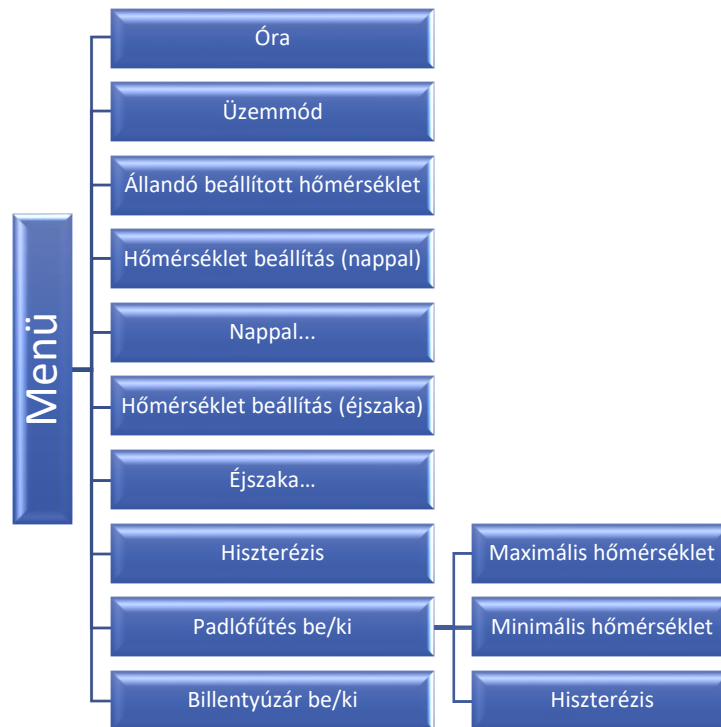 Menü
Óra
Üzemmód
Állandó beállított hőmérséklet
Hőmérséklet beállítás (nappal)
Nappal...
Hőmérséklet beállítás (éjszaka)
Éjszaka...
Hiszterézis
Padlófűtés be/ki
Maximális hőmérséklet
Minimális hőmérséklet
Hiszterézis
Billentyúzár be/ki